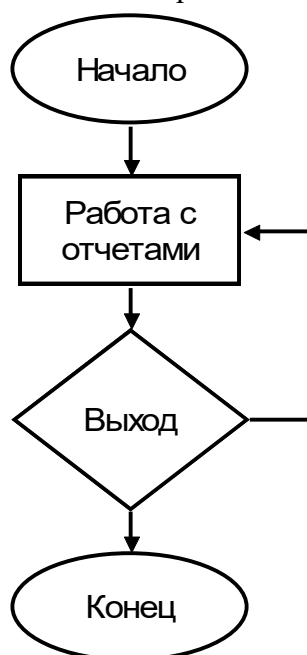 Начало
Работа с
отчетами
Выход
Конец